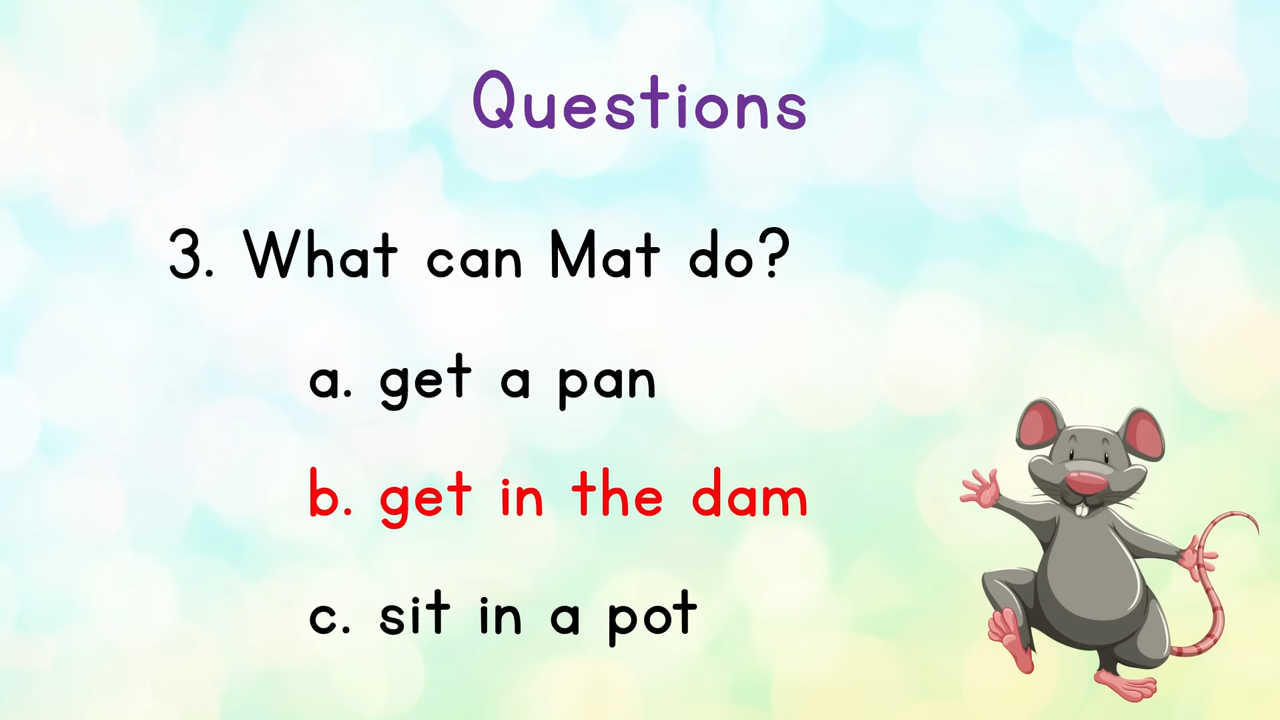 Questions
3. What can Mat do?
a. get a pan
b. get in the dam
c. sit in a pot